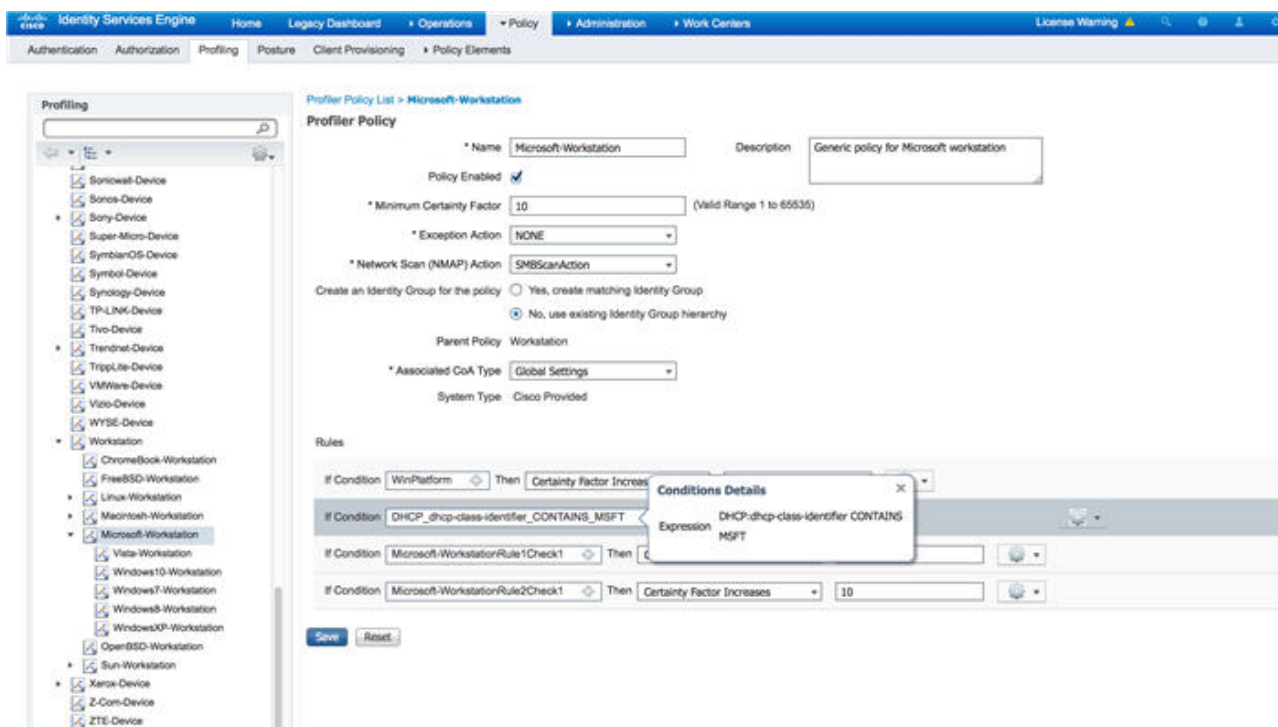 cisco Identity Services Engine Home Legacy Dashboard Operations Policy Administration Work Centers License Warning
Authentication Authorization Profiling Posture Client Provisioning Policy Elements
Profiling
Soniowall-Device
Sonos-Device
Sony-Device
Super-Micro-Device
SymbianOS-Device
Symbol-Device
Synology-Device
TP-LINK-Device
Tivo-Device
Trendnet-Device
TrippLite-Device
VMWare-Device
Vizio-Device
WYSE-Device
Workstation
ChromeBook-Workstation
FreeBSD-Workstation
Linux-Workstation
Macintosh-Workstation
Microsoft-Workstation
Vista-Workstation
Windows10-Workstation
Windows7-Workstation
Windows8-Workstation
WindowsXP-Workstation
OpenBSD-Workstation
Sun-Workstation
Xerox-Device
Z-Com-Device
ZTE-Device
Profiler Policy List > Microsoft-Workstation
Profiler Policy
* Name Microsoft-Workstation Description Generic policy for Microsoft workstation
Policy Enabled
* Minimum Certainty Factor 10 (Valid Range 1 to 65535)
* Exception Action NONE
* Network Scan (NMAP) Action SMBScanAction
Create an Identity Group for the policy Yes, create matching Identity Group
No, use existing Identity Group hierarchy
Parent Policy Workstation
* Associated CoA Type Global Settings
System Type Cisco Provided
Rules
If Condition WinPlatform Then Certainty Factor Increas
If Condition DHCP_dhcp-class-identifier_CONTAINS_MSFT
Conditions Details
Expression DHCP:dhcp-class-identifier CONTAINS
MSFT
If Condition Microsoft-WorkstationRule1Check1 Then
If Condition Microsoft-WorkstationRule2Check1 Then Certainty Factor Increases 10
Save Reset